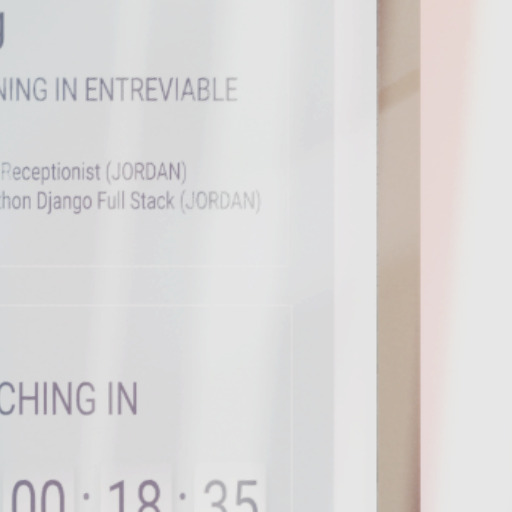 g
NING IN ENTREVIABLE
Receptionist (JORDAN)
thon Django Full Stack (JORDAN)
CHING IN
00 : 18 : 35